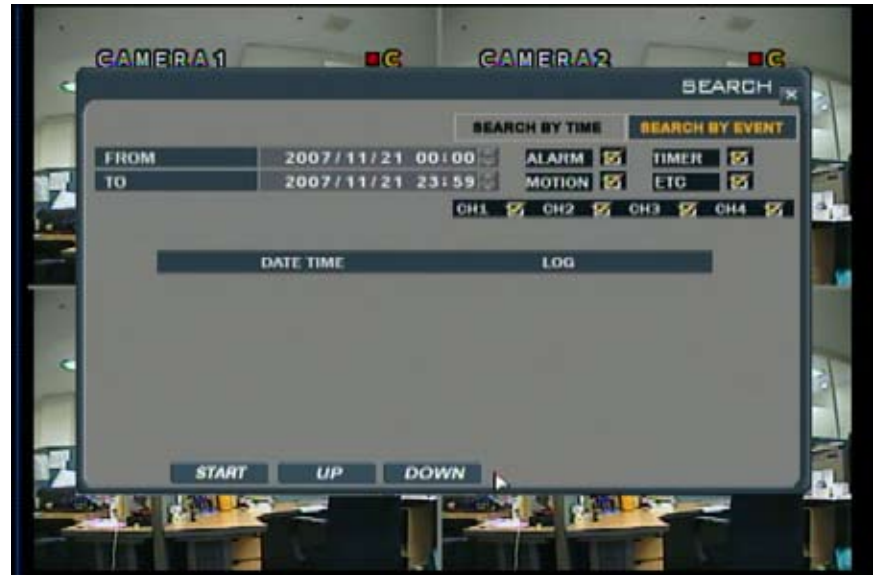 CAMERA1 C CAMERA2 C
SEARCH
SEARCH BY TIME SEARCH BY EVENT
FROM 2007/11/21 00:00 ALARM TIMER
TO 2007/11/21 23:59 MOTION ETC
CH1 CH2 CH3 CH4
DATE TIME LOG
START UP DOWN